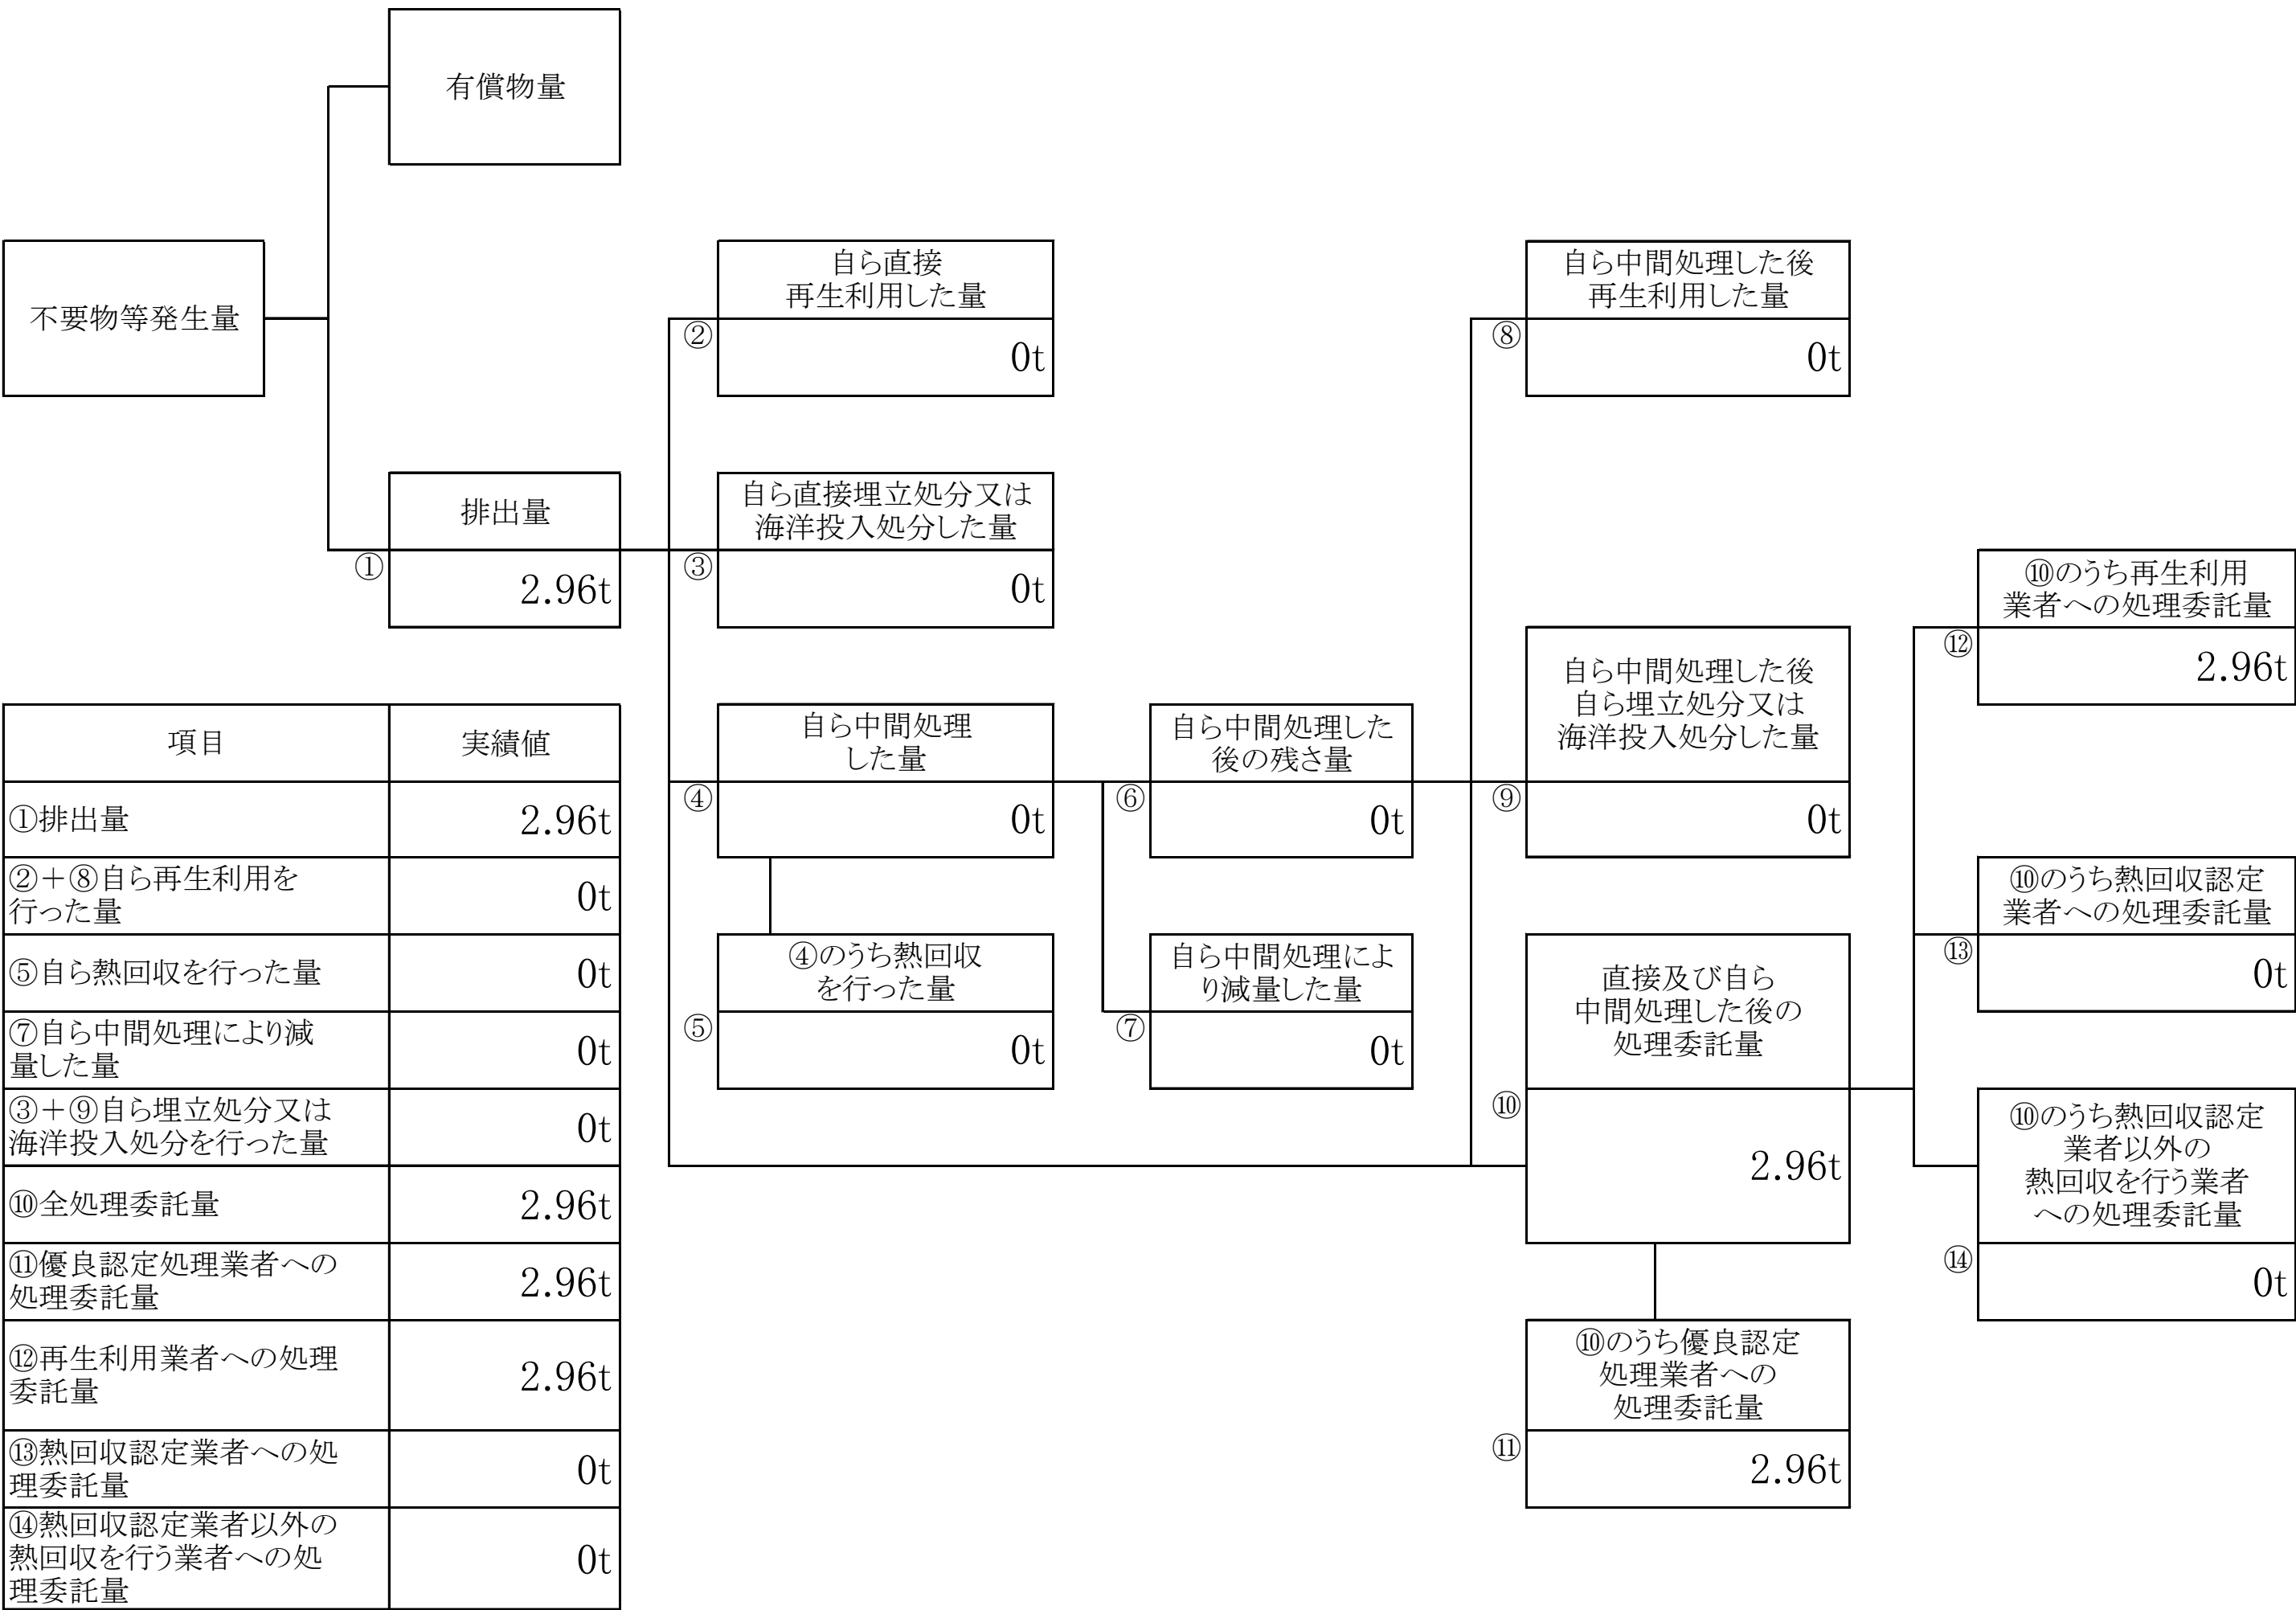 有償物量
不要物等発生量
自ら直接
再生利用した量
②
0t
自ら中間処理した後
再生利用した量
⑧
0t
排出量
①
2.96t
自ら直接埋立処分又は
海洋投入処分した量
③
0t
⑩のうち再生利用
業者への処理委託量
⑫
2.96t
自ら中間処理した後
自ら埋立処分又は
海洋投入処分した量
⑨
0t
自ら中間処理
した量
④
0t
自ら中間処理した
後の残さ量
⑥
0t
⑩のうち熱回収認定
業者への処理委託量
⑬
0t
④のうち熱回収
を行った量
⑤
0t
自ら中間処理によ
り減量した量
⑦
0t
直接及び自ら
中間処理した後の
処理委託量
⑩
2.96t
⑩のうち熱回収認定
業者以外の
熱回収を行う業者
への処理委託量
⑭
0t
⑩のうち優良認定
処理業者への
処理委託量
⑪
2.96t
項目 実績値
①排出量 2.96t
②＋⑧自ら再生利用を
行った量 0t
⑤自ら熱回収を行った量 0t
⑦自ら中間処理により減
量した量 0t
③＋⑨自ら埋立処分又は
海洋投入処分を行った量 0t
⑩全処理委託量 2.96t
⑪優良認定処理業者への
処理委託量 2.96t
⑫再生利用業者への処理
委託量 2.96t
⑬熱回収認定業者への処
理委託量 0t
⑭熱回収認定業者以外の
熱回収を行う業者への処
理委託量 0t